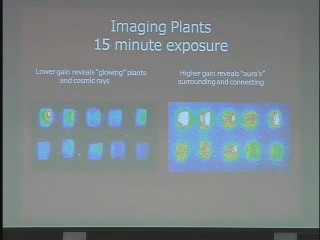 Imaging Plants
15 minute exposure
Lower gain reveals "glowing" plants
and cosmic rays
Higher gain reveals "aura's"
surrounding and connecting